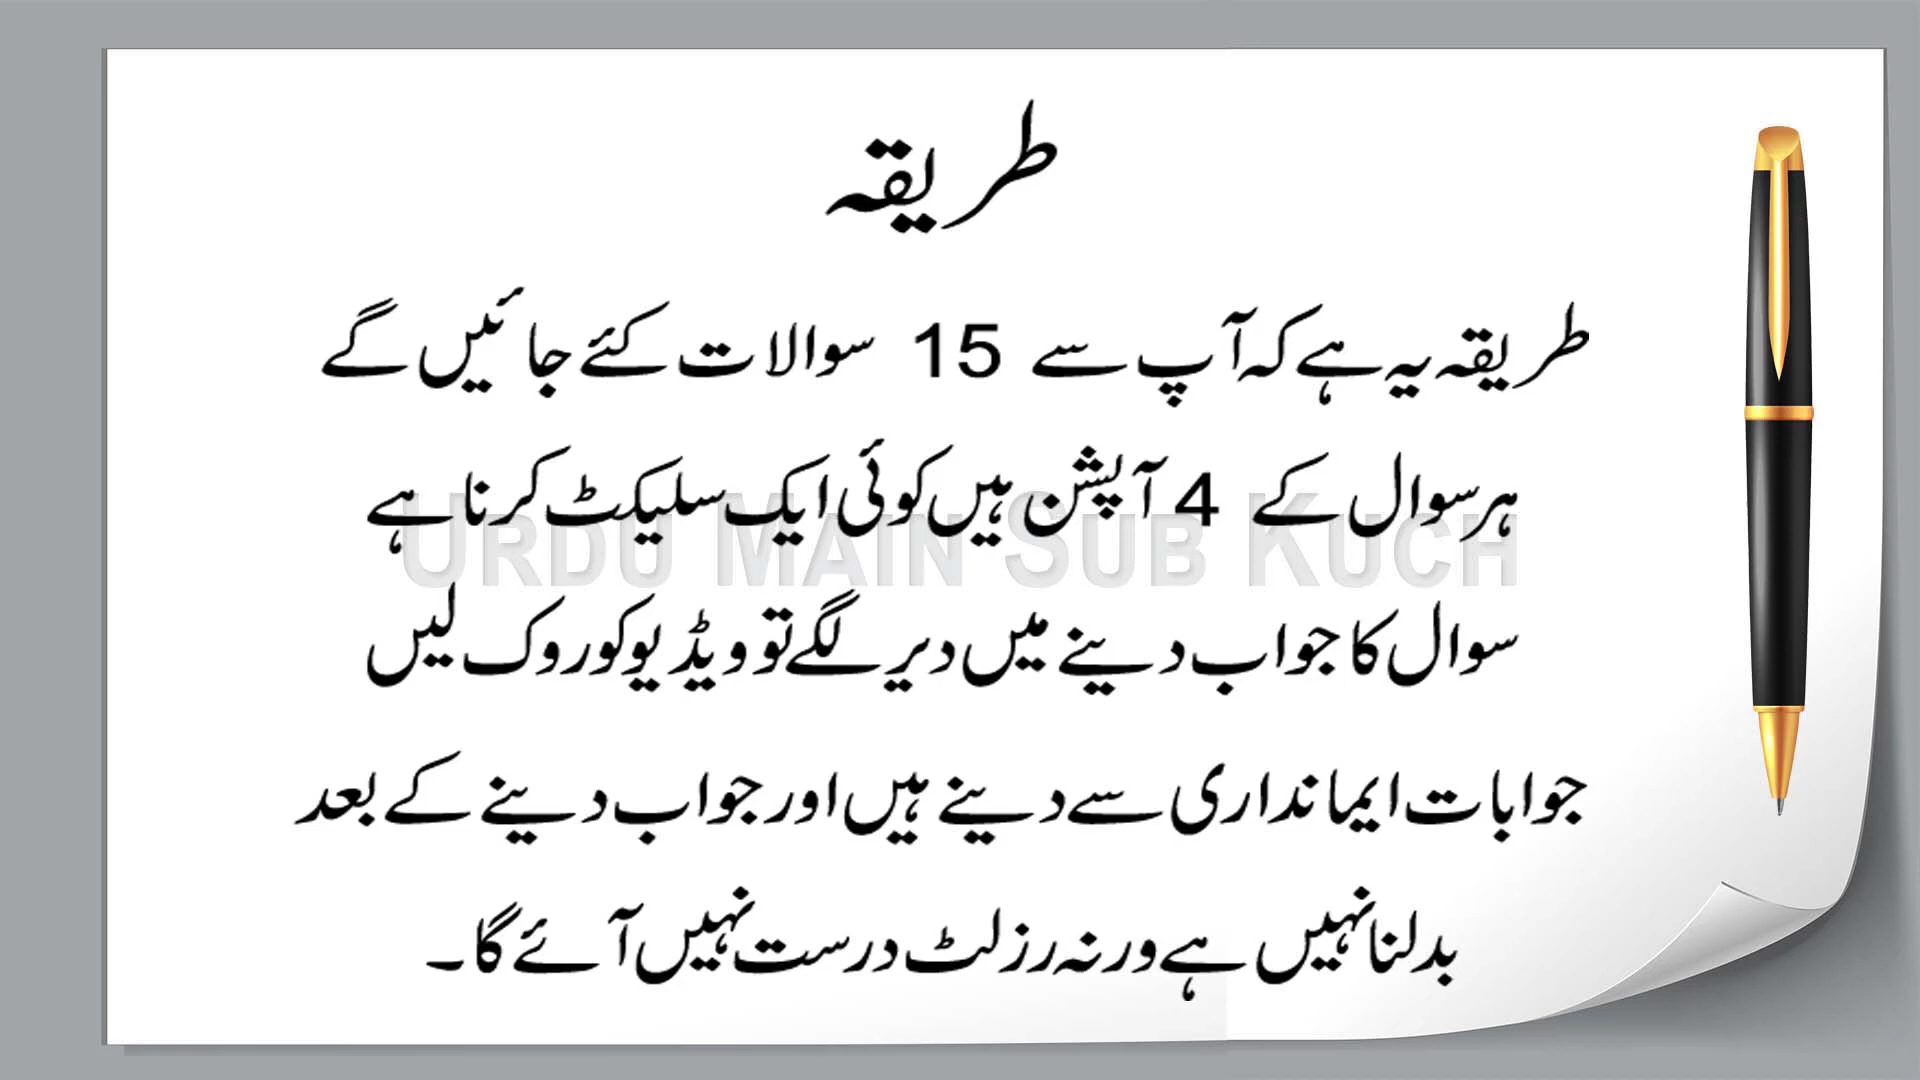 طریقہ
طریقہ یہ ہے کہ آپ سے 15 سوالات کئے جائیں گے
ہر سوال کے 4 آپشن ہیں کوئی ایک سلیکٹ کرنا ہے
URDU MAIN SUB KUCH
سوال کا جواب دینے میں دیر لگے تو ویڈیو کو روک لیں
جوابات ایمانداری سے دینے ہیں اور جواب دینے کے بعد
بدلنا نہیں ہے ورنہ رزلٹ درست نہیں آئے گا۔